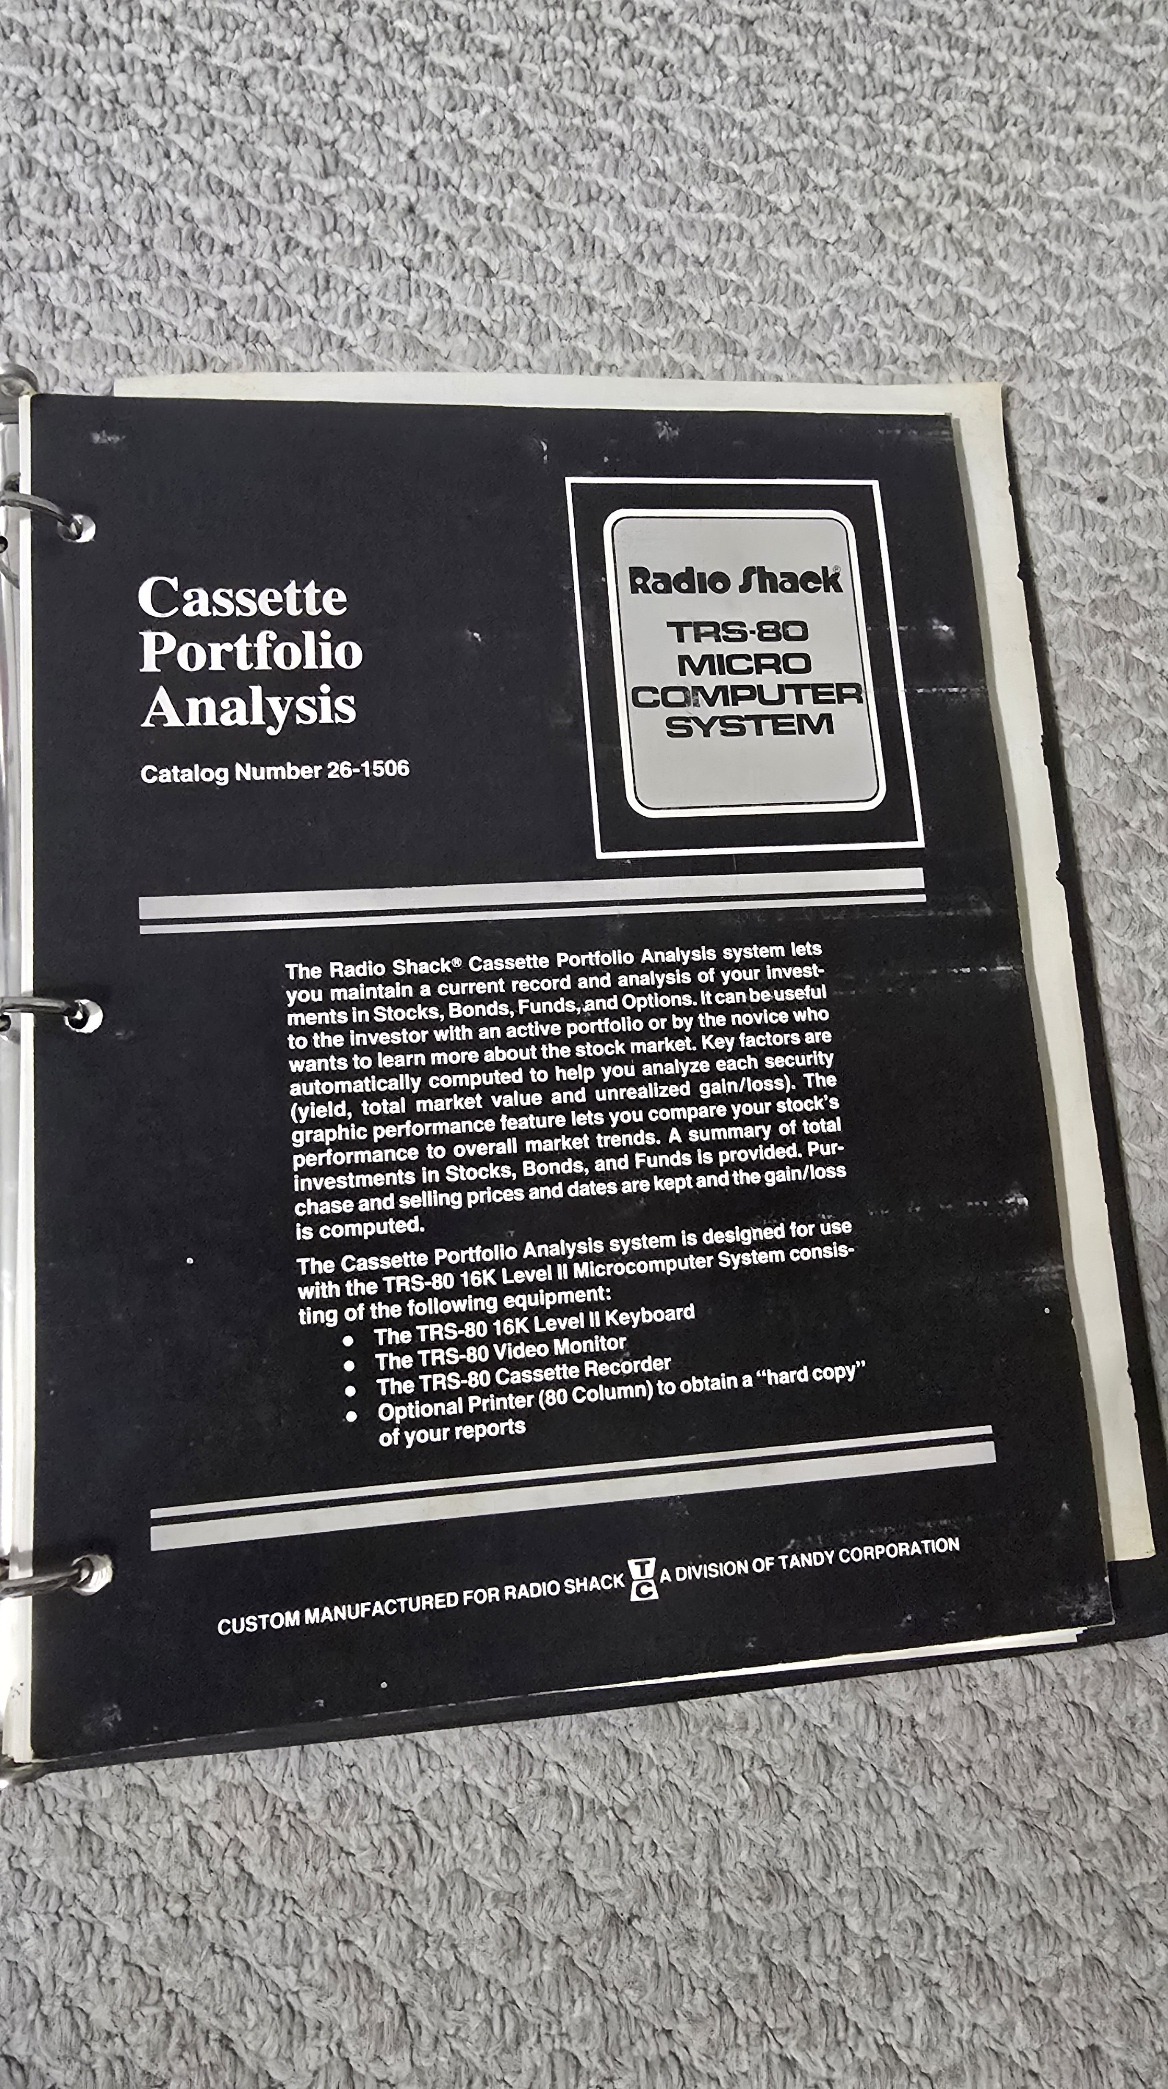 Cassette
Portfolio
Analysis
Catalog Number 26-1506
Radio Shack®
TRS-80
MICRO
COMPUTER
SYSTEM
The Radio Shack® Cassette Portfolio Analysis system lets
you maintain a current record and analysis of your invest-
ments in Stocks, Bonds, Funds, and Options. It can be useful
to the investor with an active portfolio or by the novice who
wants to learn more about the stock market. Key factors are
automatically computed to help you analyze each security
(yield, total market value and unrealized gain/loss). The
graphic performance feature lets you compare your stock's
performance to overall market trends. A summary of total
investments in Stocks, Bonds, and Funds is provided. Pur-
chase and selling prices and dates are kept and the gain/loss
is computed.
The Cassette Portfolio Analysis system is designed for use
with the TRS-80 16K Level II Microcomputer System consis-
ting of the following equipment:
• The TRS-80 16K Level II Keyboard
• The TRS-80 Video Monitor
• The TRS-80 Cassette Recorder
• Optional Printer (80 Column) to obtain a “hard copy”
of your reports
CUSTOM MANUFACTURED FOR RADIO SHACK TC A DIVISION OF TANDY CORPORATION